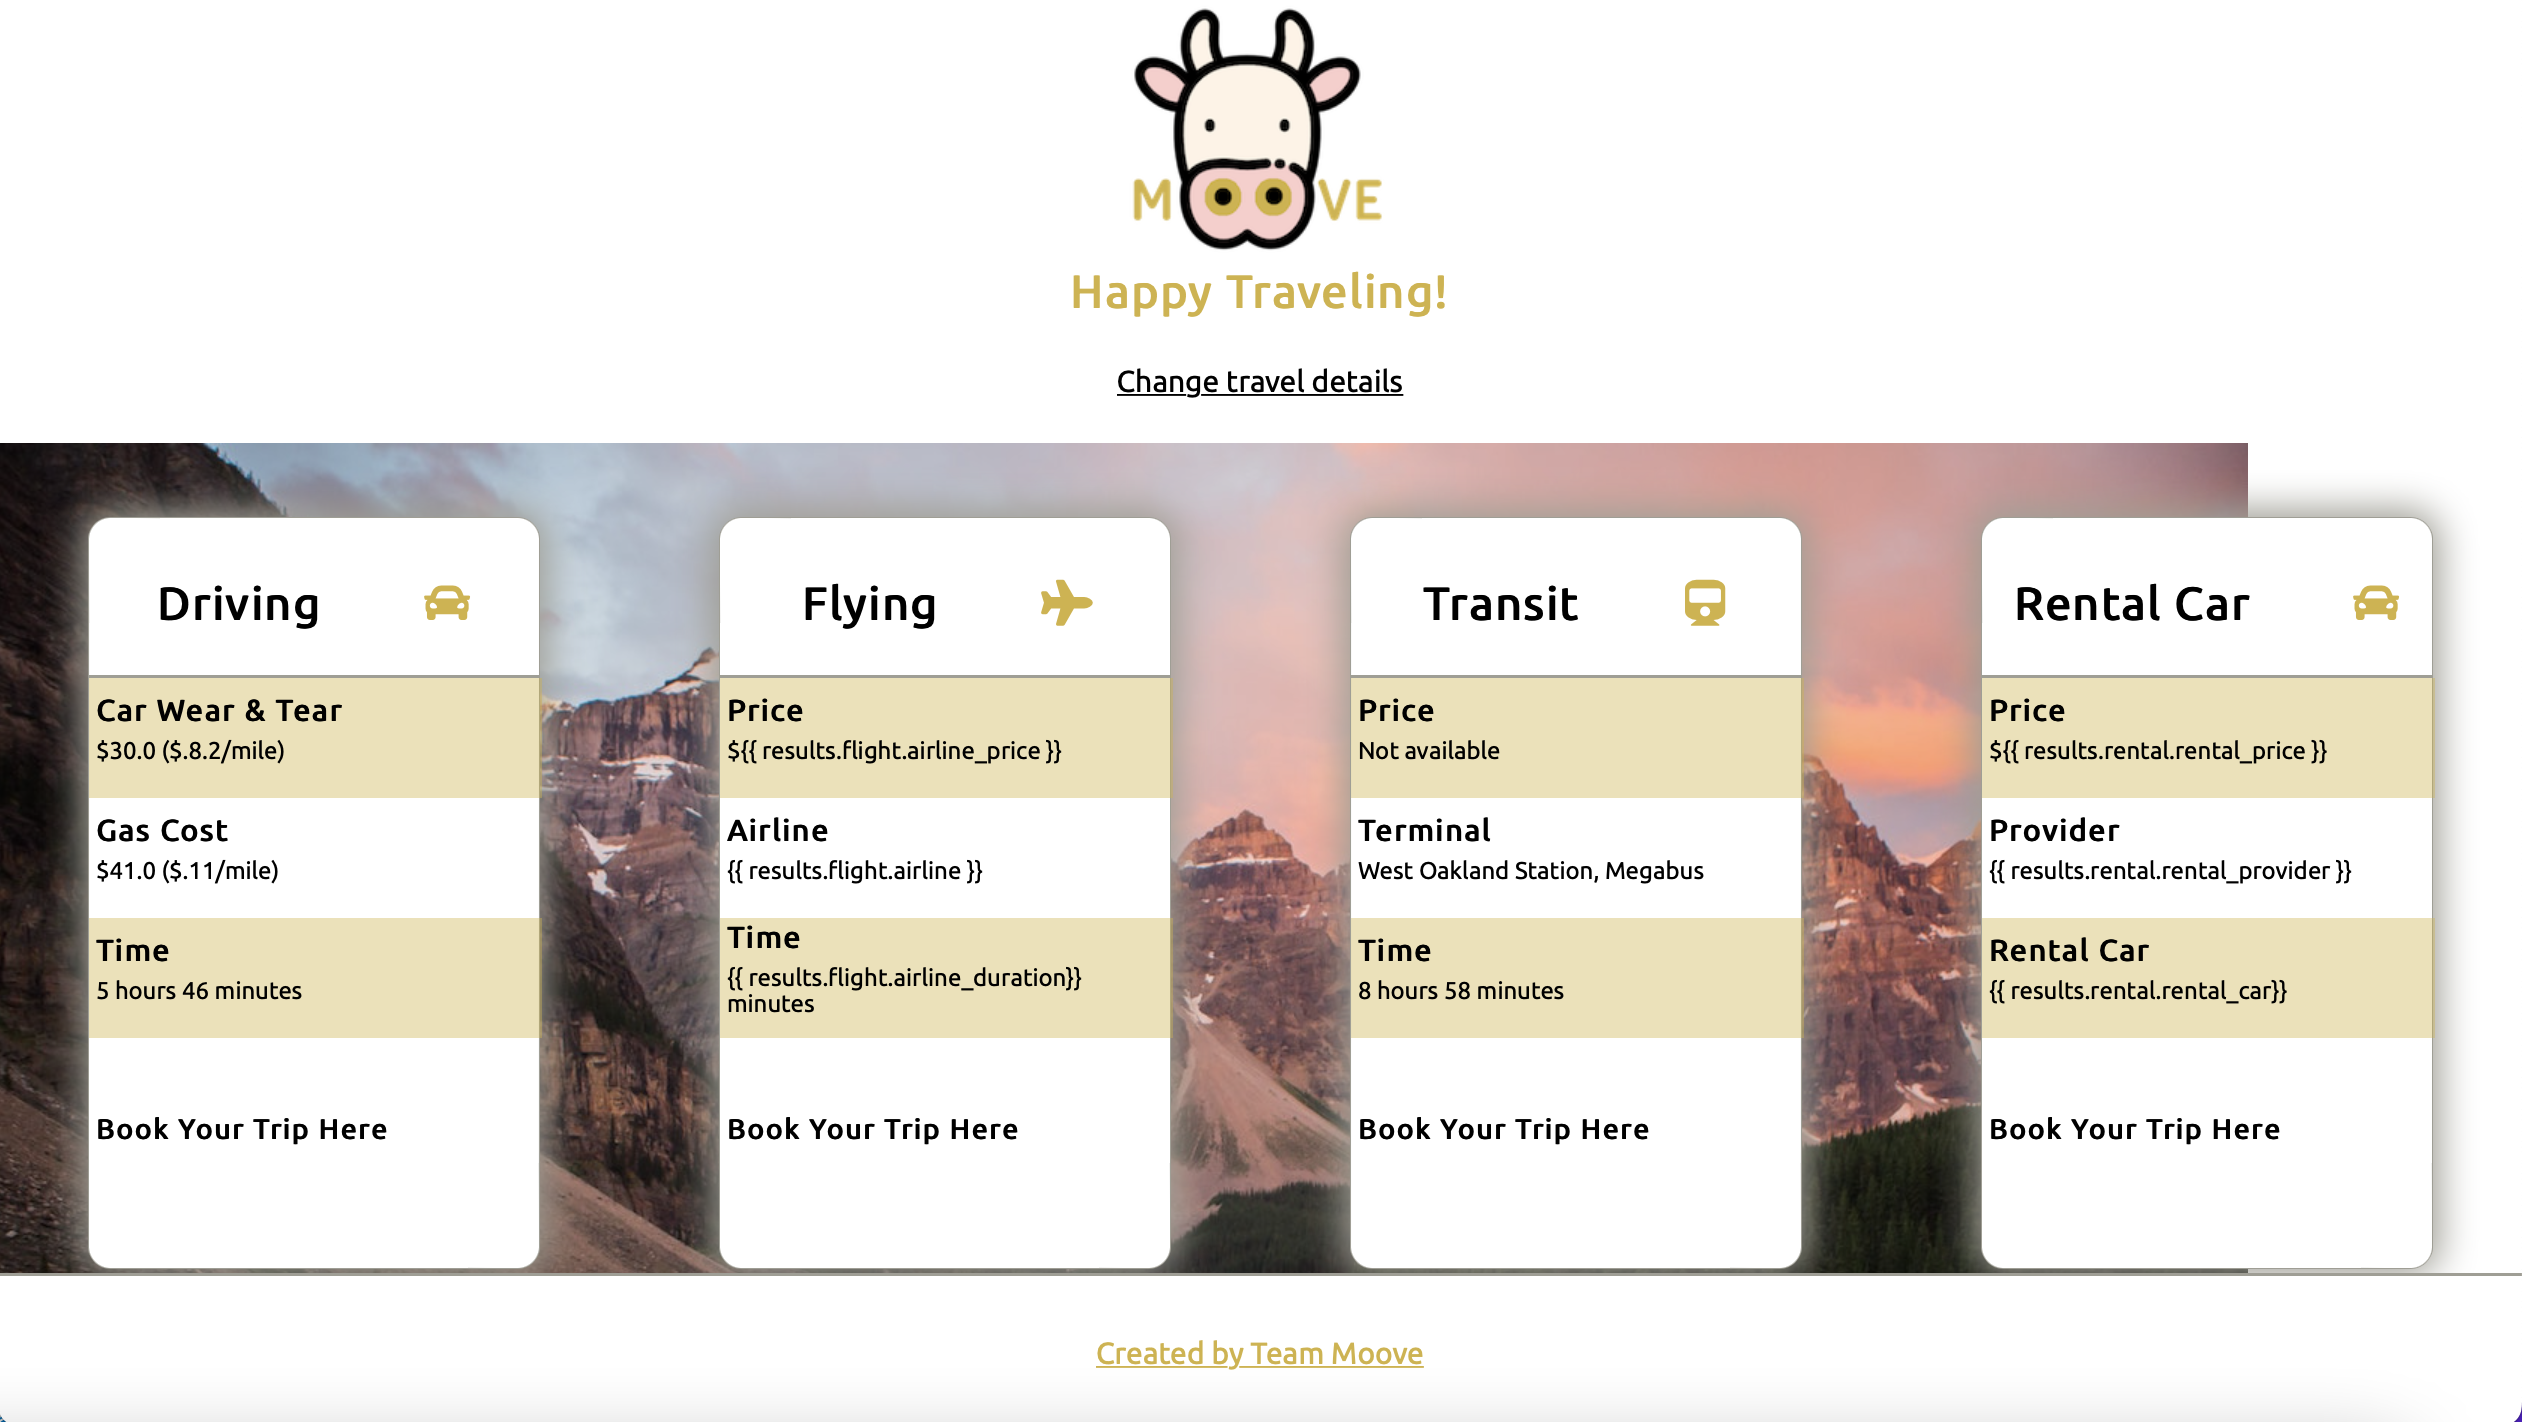 MOOVE
Happy Traveling!
Change travel details
Driving
Car Wear & Tear
$30.0 ($.8.2/mile)
Gas Cost
$41.0 ($.11/mile)
Time
5 hours 46 minutes
Book Your Trip Here
Flying
Price
${{ results.flight.airline_price }}
Airline
{{ results.flight.airline }}
Time
{{ results.flight.airline_duration}}
minutes
Book Your Trip Here
Transit
Price
Not available
Terminal
West Oakland Station, Megabus
Time
8 hours 58 minutes
Book Your Trip Here
Rental Car
Price
${{ results.rental.rental_price }}
Provider
{{ results.rental.rental_provider }}
Rental Car
{{ results.rental.rental_car}}
Book Your Trip Here
Created by Team Moove